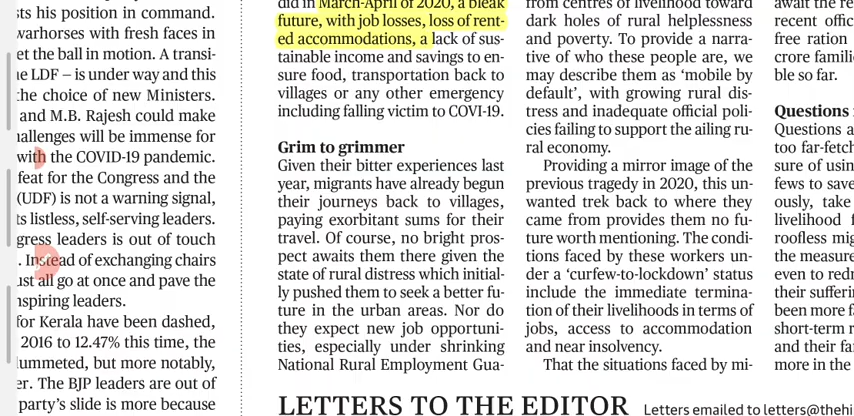 sts his position in command.
warhorses with fresh faces in
et the ball in motion. A transi-
LDF – is under way and this
the choice of new Ministers.
and M.B. Rajesh could make
challenges will be immense for
with the COVID-19 pandemic.
feat for the Congress and the
(UDF) is not a warning signal,
ts listless, self-serving leaders.
gress leaders is out of touch
. Instead of exchanging chairs
ust all go at once and pave the
nspiring leaders.
for Kerala have been dashed,
2016 to 12.47% this time, the
lummeted, but more notably,
er. The BJP leaders are out of
party's slide is more because
did in March-April of 2020, a bleak
future, with job losses, loss of rent-
ed accommodations, a lack of sus-
tainable income and savings to en-
sure food, transportation back to
villages or any other emergency
including falling victim to COVI-19.
Grim to grimmer
Given their bitter experiences last
year, migrants have already begun
their journeys back to villages,
paying exorbitant sums for their
travel. Of course, no bright pros-
pect awaits them there given the
state of rural distress which initial-
ly pushed them to seek a better fu-
ture in the urban areas. Nor do
they expect new job opportuni-
ties, especially under shrinking
National Rural Employment Gua-
from centres of livelihood toward
dark holes of rural helplessness
and poverty. To provide a narra-
tive of who these people are, we
may describe them as 'mobile by
default', with growing rural dis-
tress and inadequate official poli-
cies failing to support the ailing ru-
ral economy.
Providing a mirror image of the
previous tragedy in 2020, this un-
wanted trek back to where they
came from provides them no fu-
ture worth mentioning. The condi-
tions faced by these workers un-
der a 'curfew-to-lockdown' status
include the immediate termina-
tion of their livelihoods in terms of
jobs, access to accommodation
and near insolvency.
That the situations faced by mi-
await the re
recent offic
free ration
crore famili
ble so far.
Questions
Questions a
too far-fetch
sure of usin
fews to save
ously, take
livelihood f
roofless mig
the measure
even to redr
their sufferin
been more fa
short-term r
and their fa
more in the
LETTERS TO THE EDITOR Letters emailed to letters@thehi